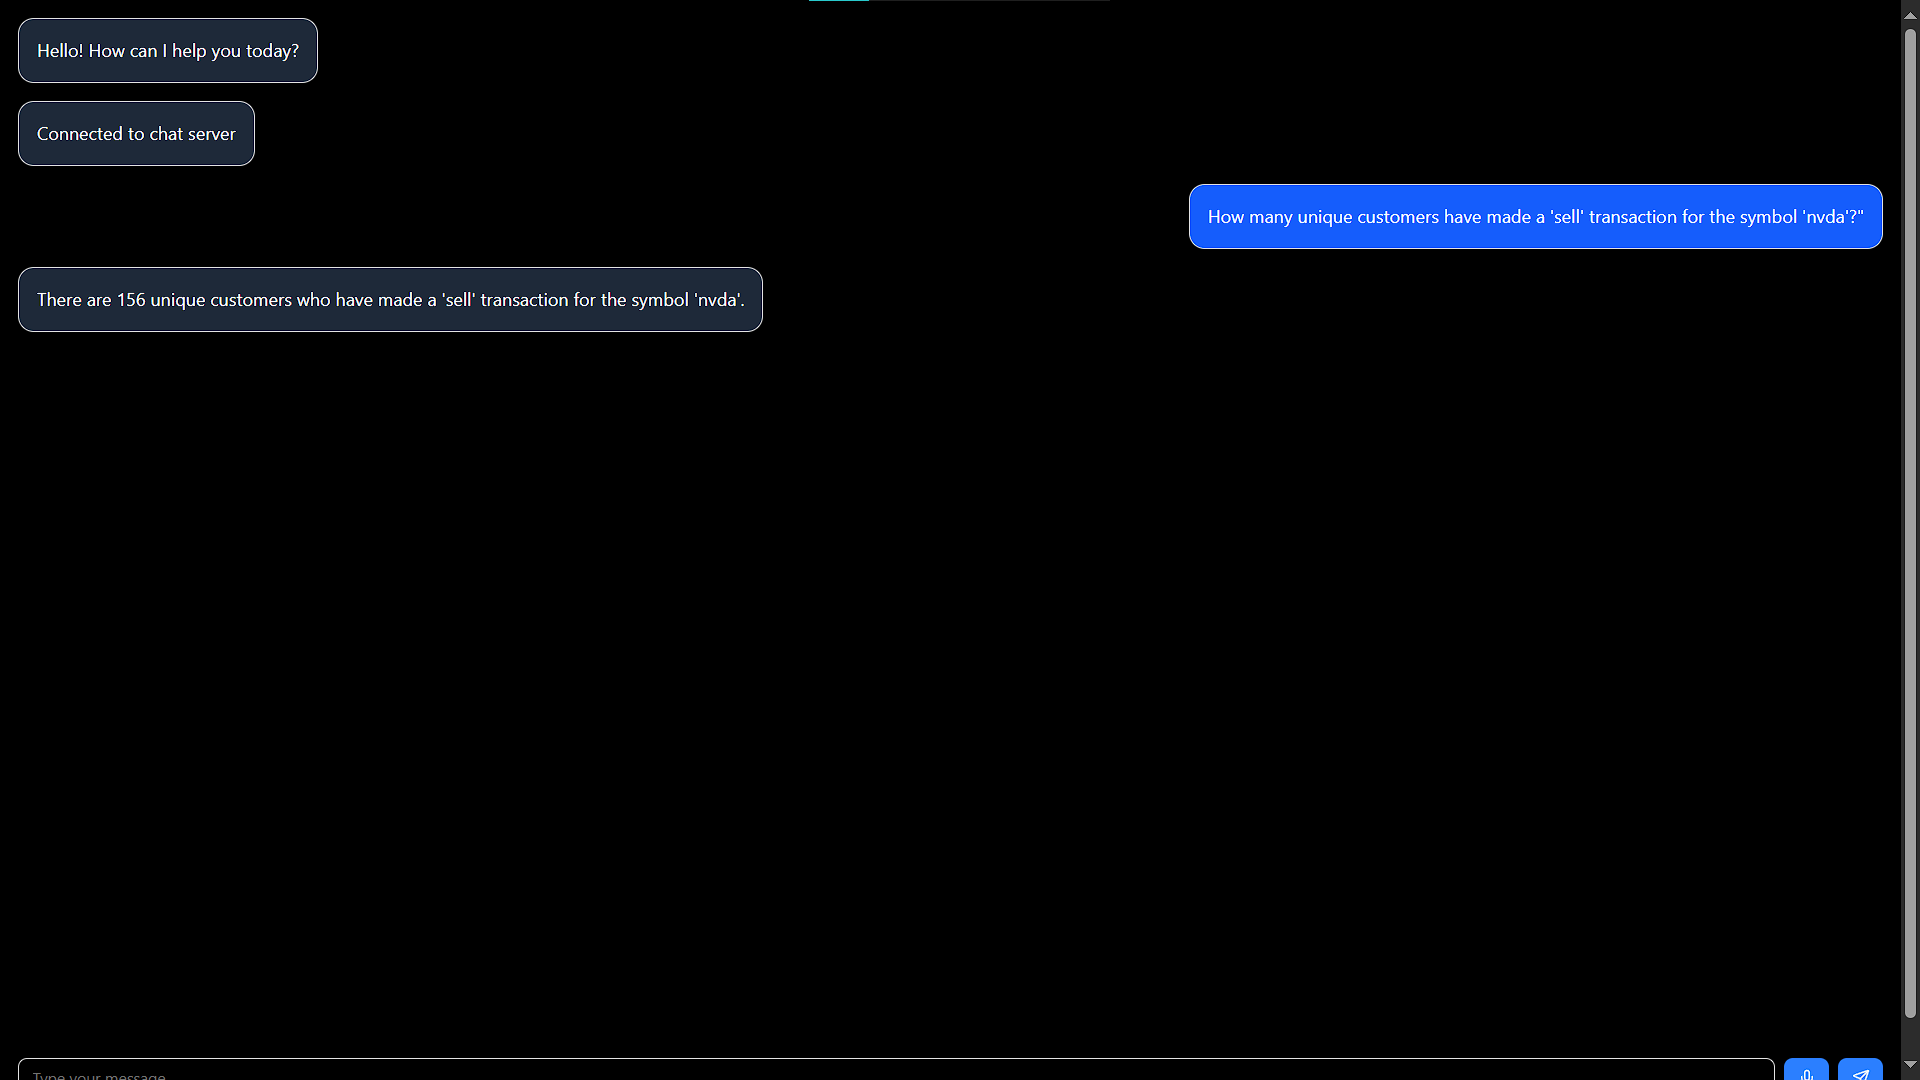 Hello! How can I help you today?
Connected to chat server
How many unique customers have made a 'sell' transaction for the symbol 'nvda'?"
There are 156 unique customers who have made a 'sell' transaction for the symbol 'nvda'.
Type your message